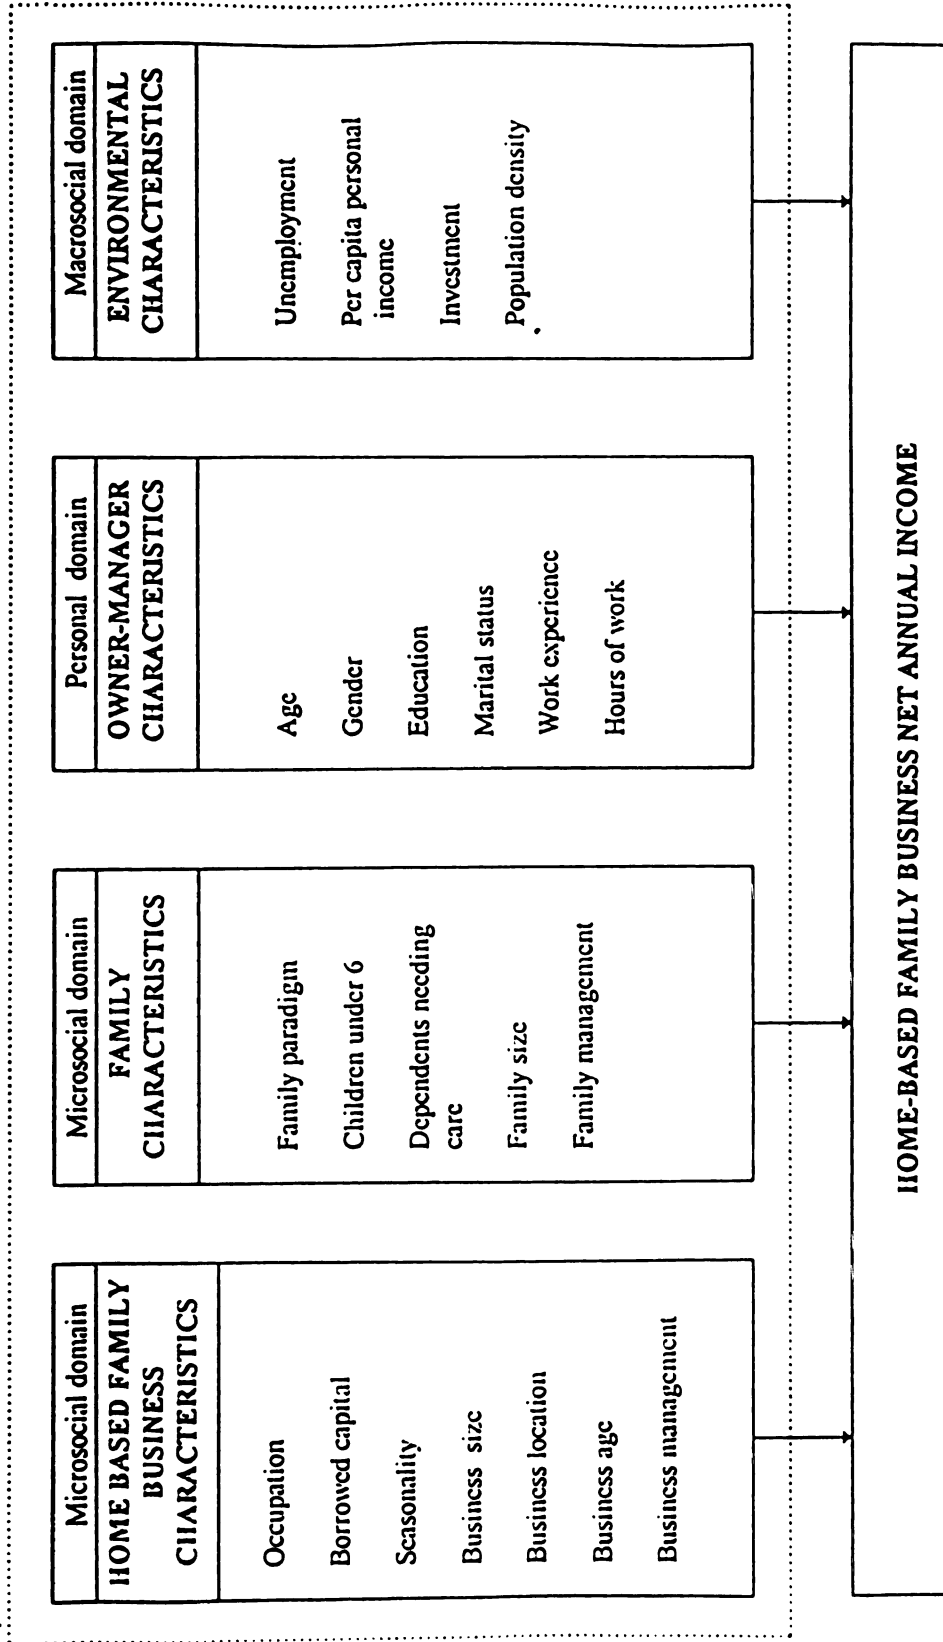 Microsocial domain
HOME BASED FAMILY
BUSINESS
CHARACTERISTICS
Occupation
Borrowed capital
Seasonality
Business size
Business location
Business age
Business management
Microsocial domain
FAMILY
CHARACTERISTICS
Family paradigm
Children under 6
Dependents needing
care
Family size
Family management
Personal domain
OWNER-MANAGER
CHARACTERISTICS
Age
Gender
Education
Marital status
Work experience
Hours of work
Macrosocial domain
ENVIRONMENTAL
CHARACTERISTICS
Unemployment
Per capita personal
income
Investment
Population density
HOME-BASED FAMILY BUSINESS NET ANNUAL INCOME